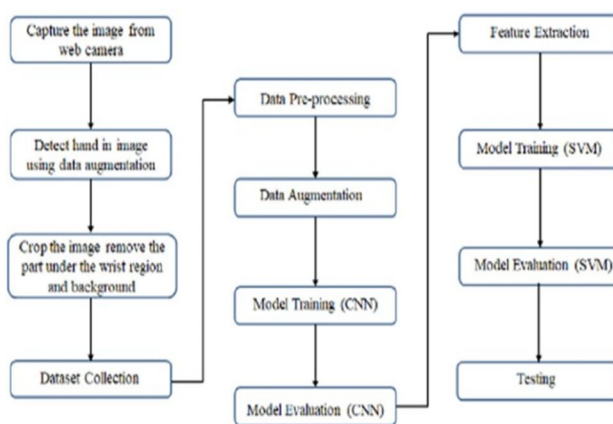 Capture the image from
web camera
Detect hand in image
using data augmentation
Crop the image remove the
part under the wrist region
and background
Dataset Collection
Data Pre-processing
Data Augmentation
Model Training (CNN)
Model Evaluation (CNN)
Feature Extraction
Model Training (SVM)
Model Evaluation (SVM)
Testing